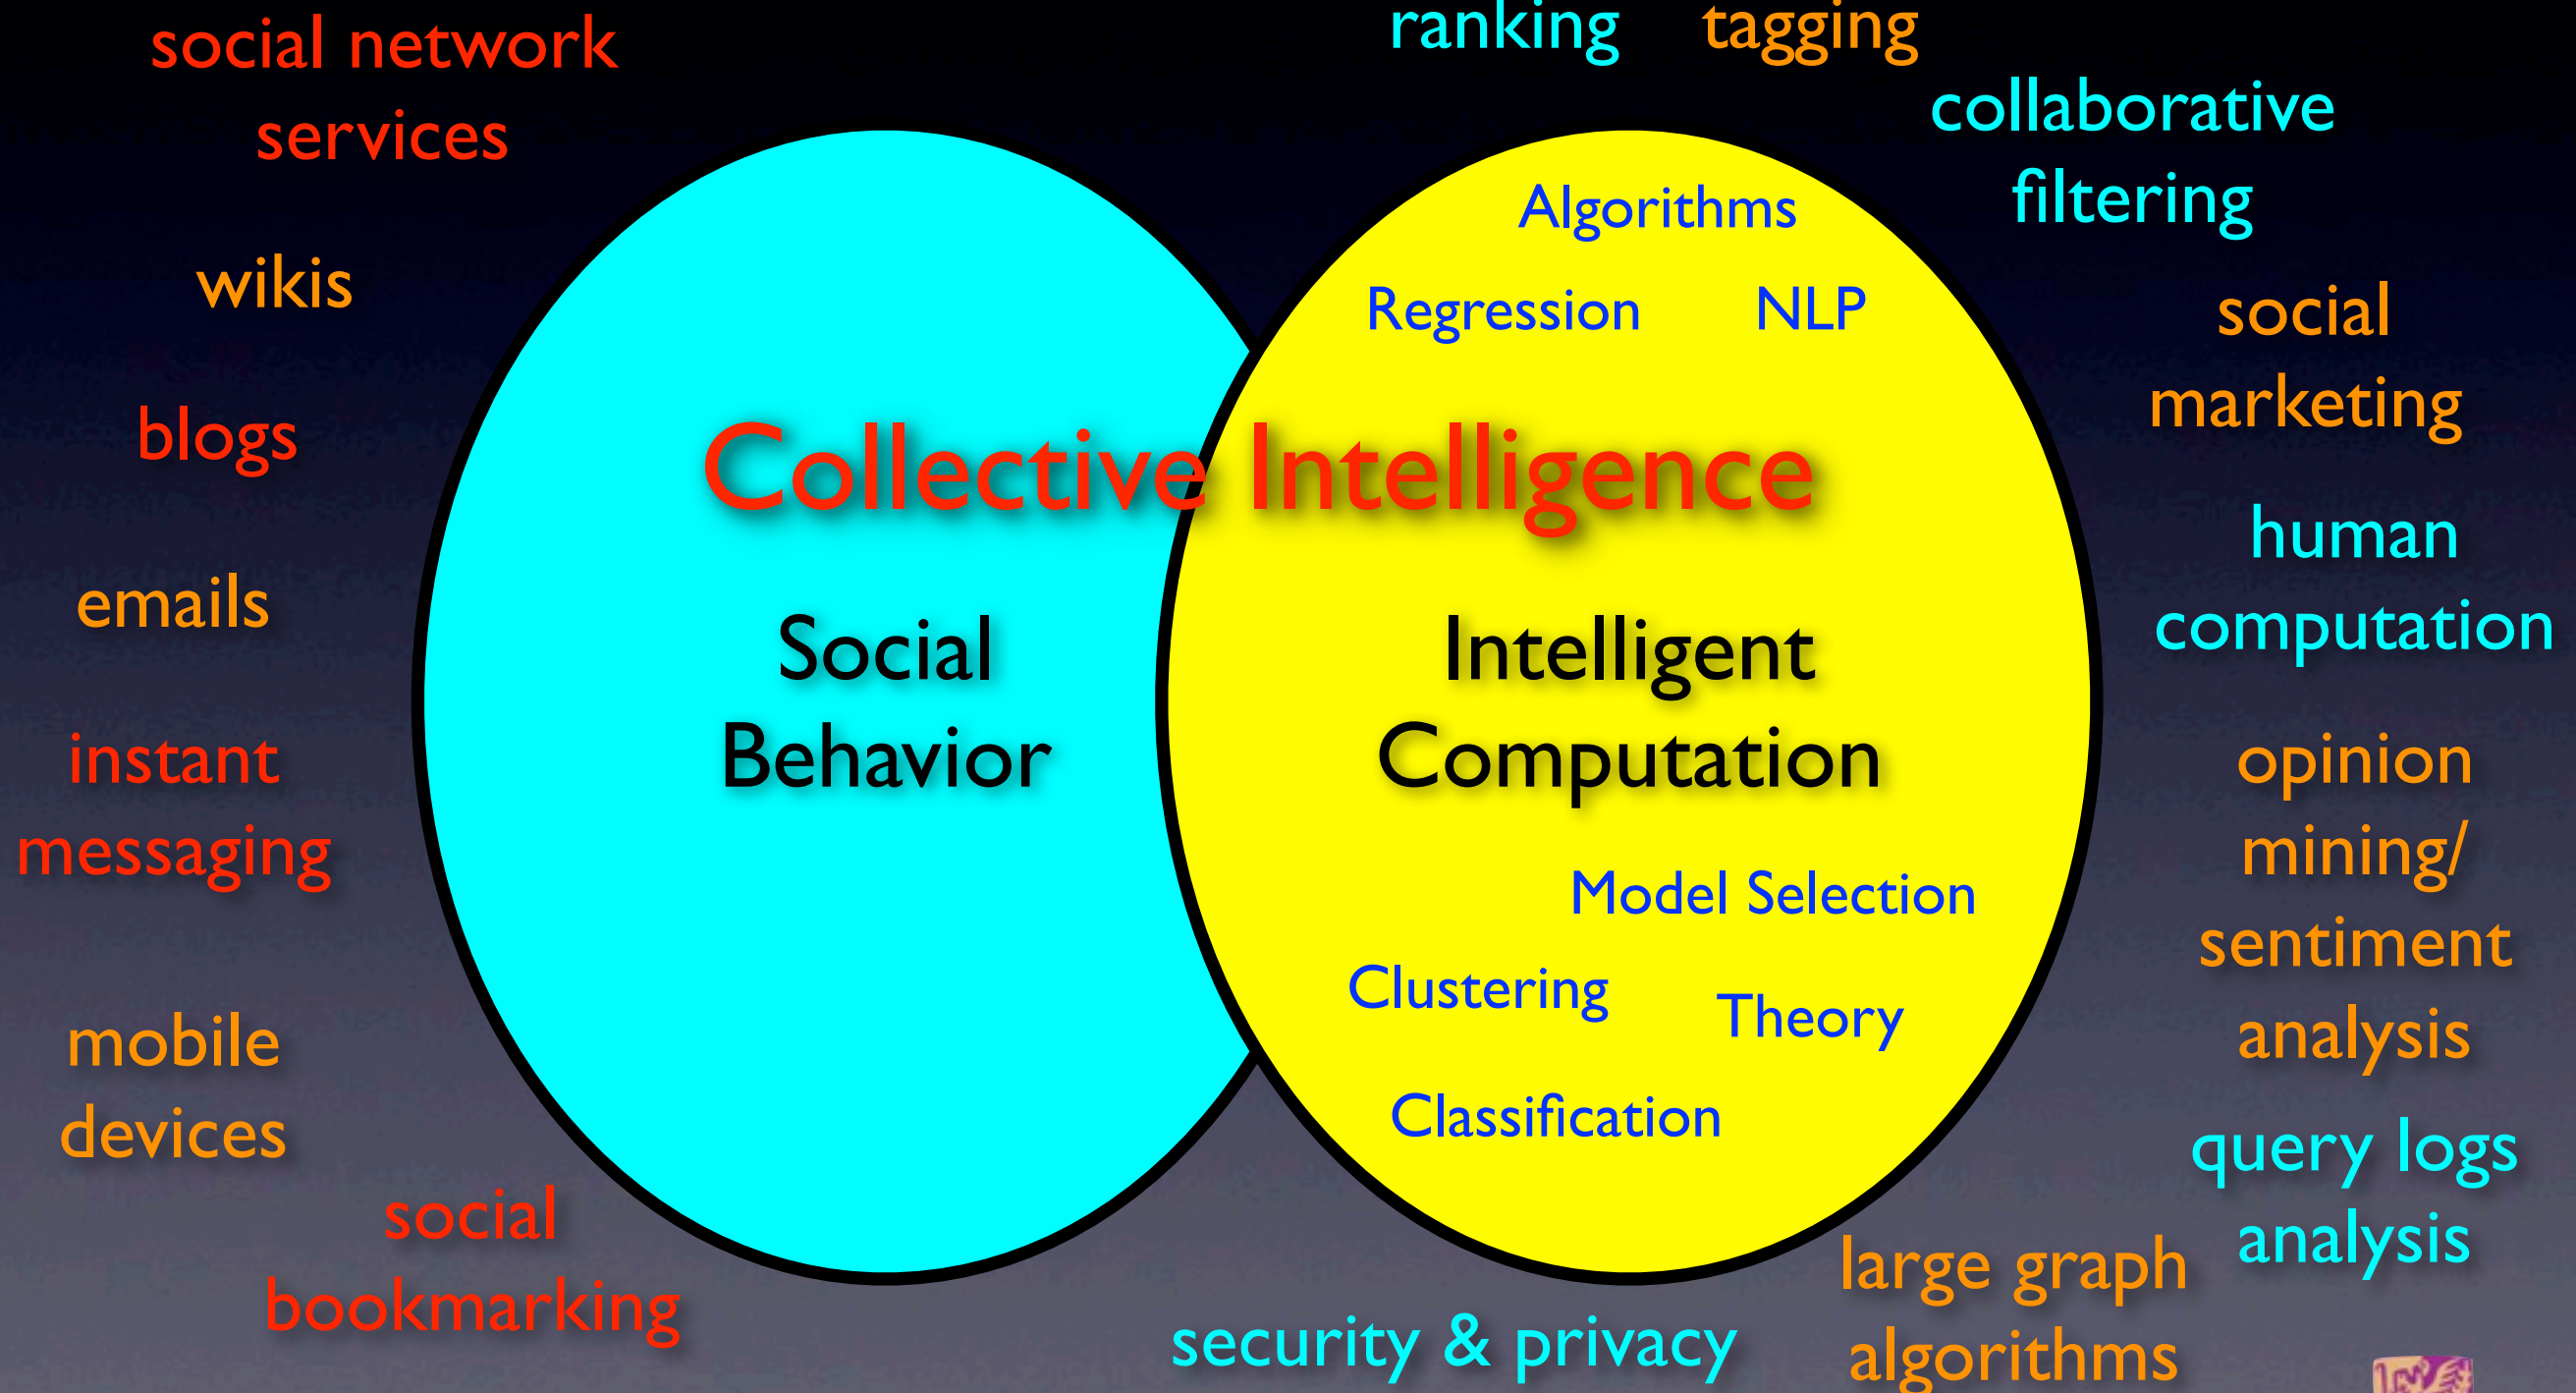 social network
services
wikis
blogs
emails
instant
messaging
mobile
devices
social
bookmarking
Collective Intelligence
Social
Behavior
Algorithms
Regression
NLP
Intelligent
Computation
Model Selection
Clustering
Theory
Classification
ranking
tagging
collaborative
filtering
social
marketing
human
computation
opinion
mining/
sentiment
analysis
query logs
analysis
large graph
algorithms
security & privacy